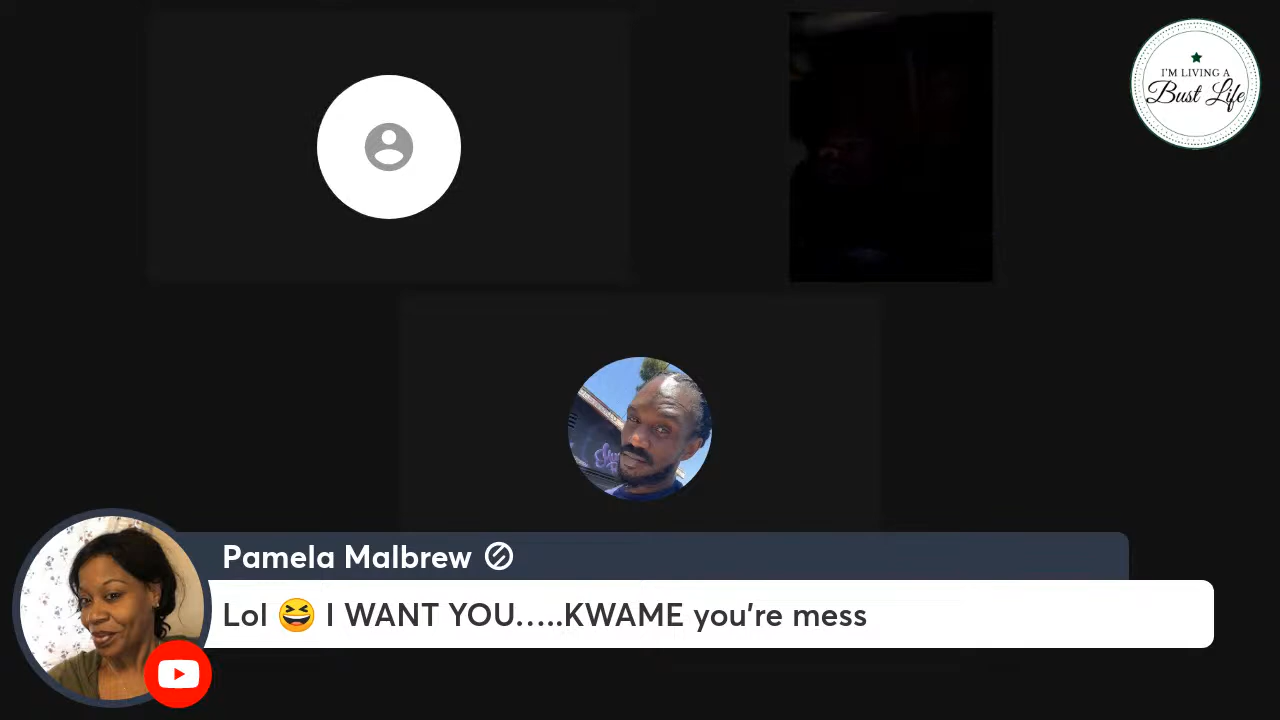 I'M LIVING A
Bust Life
Pamela Malbrew
Lol 😆 I WANT YOU.....KWAME you're mess